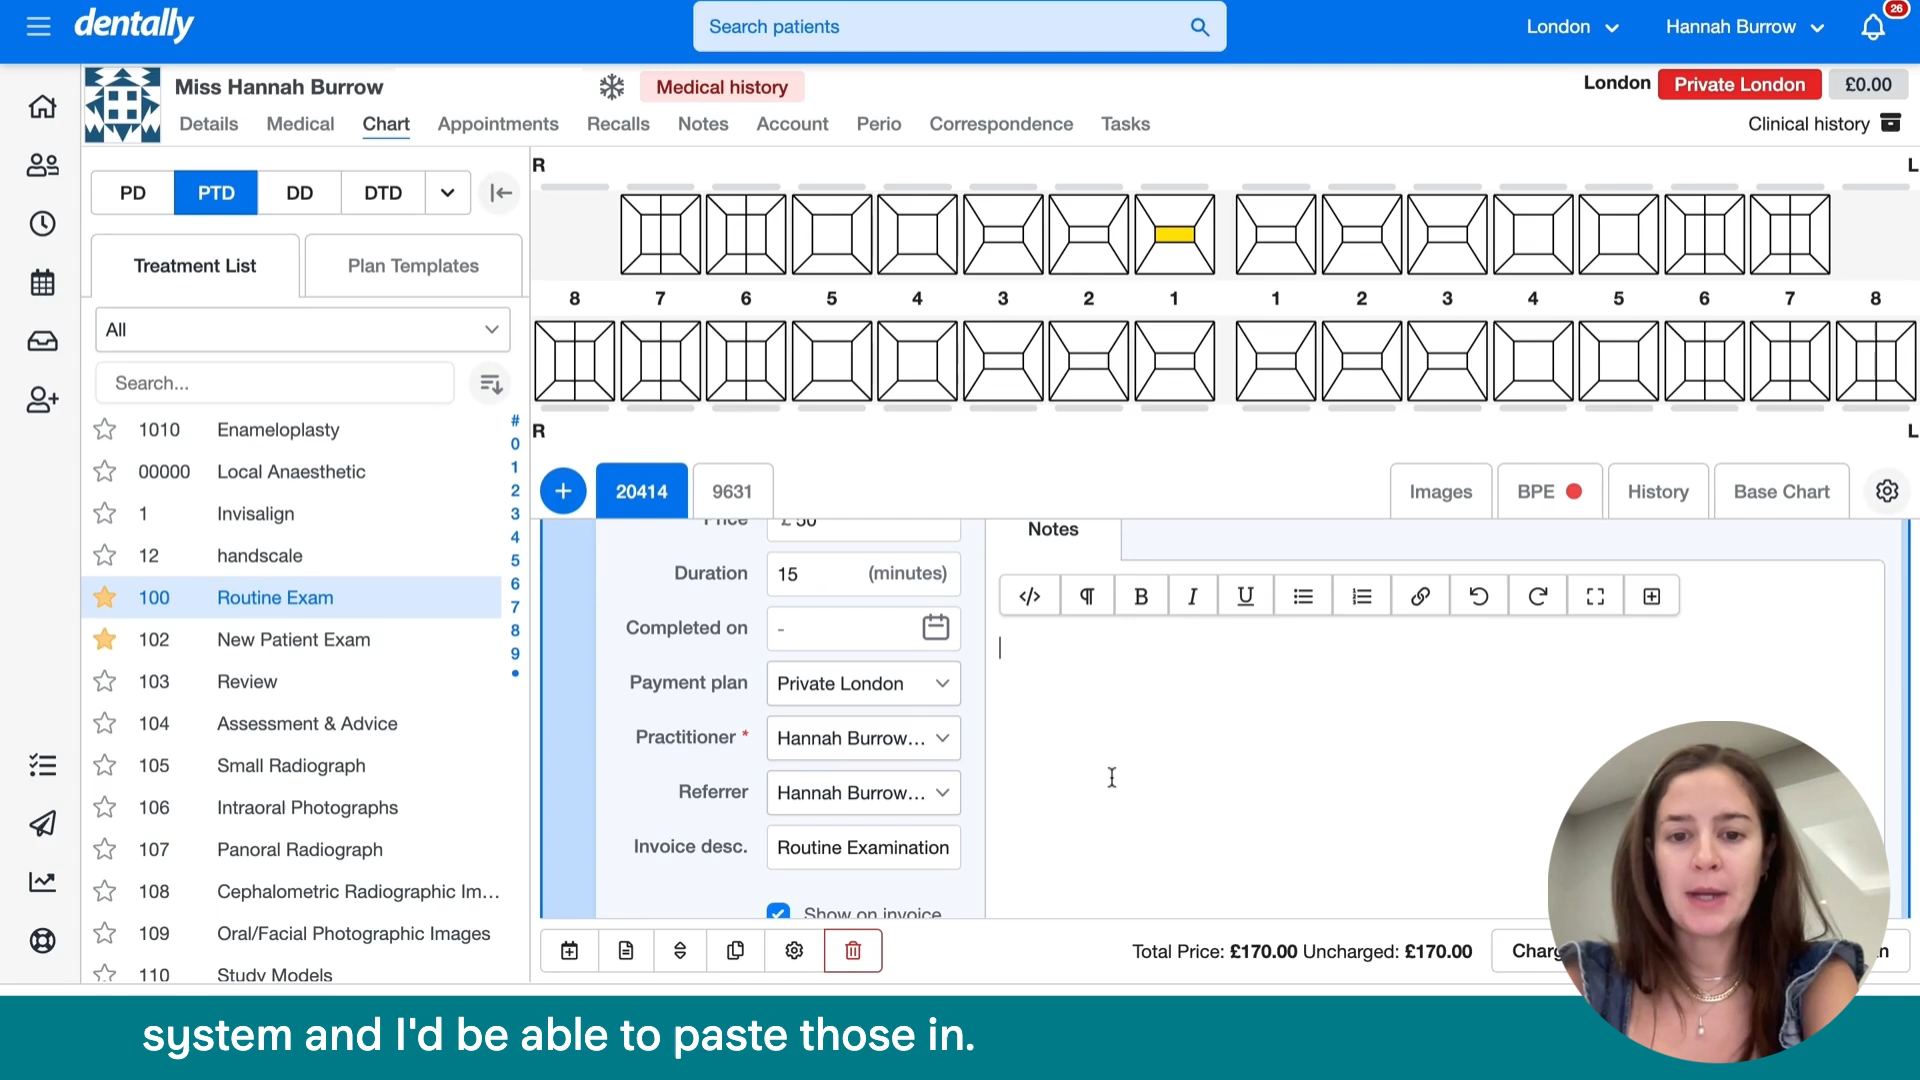 dentally
Search patients
London
Hannah Burrow
26
Miss Hannah Burrow
Medical history
London
Private London
£0.00
Details
Medical
Chart
Appointments
Recalls
Notes
Account
Perio
Correspondence
Tasks
Clinical history
PD
PTD
DD
DTD
R
L
8 7 6 5 4 3 2 1 1 2 3 4 5 6 7 8
R
L
Treatment List
Plan Templates
All
Search...
1010 Enameloplasty
00000 Local Anaesthetic
1 Invisalign
12 handscale
100 Routine Exam
102 New Patient Exam
103 Review
104 Assessment & Advice
105 Small Radiograph
106 Intraoral Photographs
107 Panoral Radiograph
108 Cephalometric Radiographic Im...
109 Oral/Facial Photographic Images
110 Study Models
#
0
1
2
3
4
5
6
7
8
9
20414
9631
Images
BPE
History
Base Chart
Price £ 50
Duration 15 (minutes)
Completed on -
Payment plan Private London
Practitioner * Hannah Burrow...
Referrer Hannah Burrow...
Invoice desc. Routine Examination
Show on invoice
Notes
B
I
U
Total Price: £170.00 Uncharged: £170.00
system and I'd be able to paste those in.